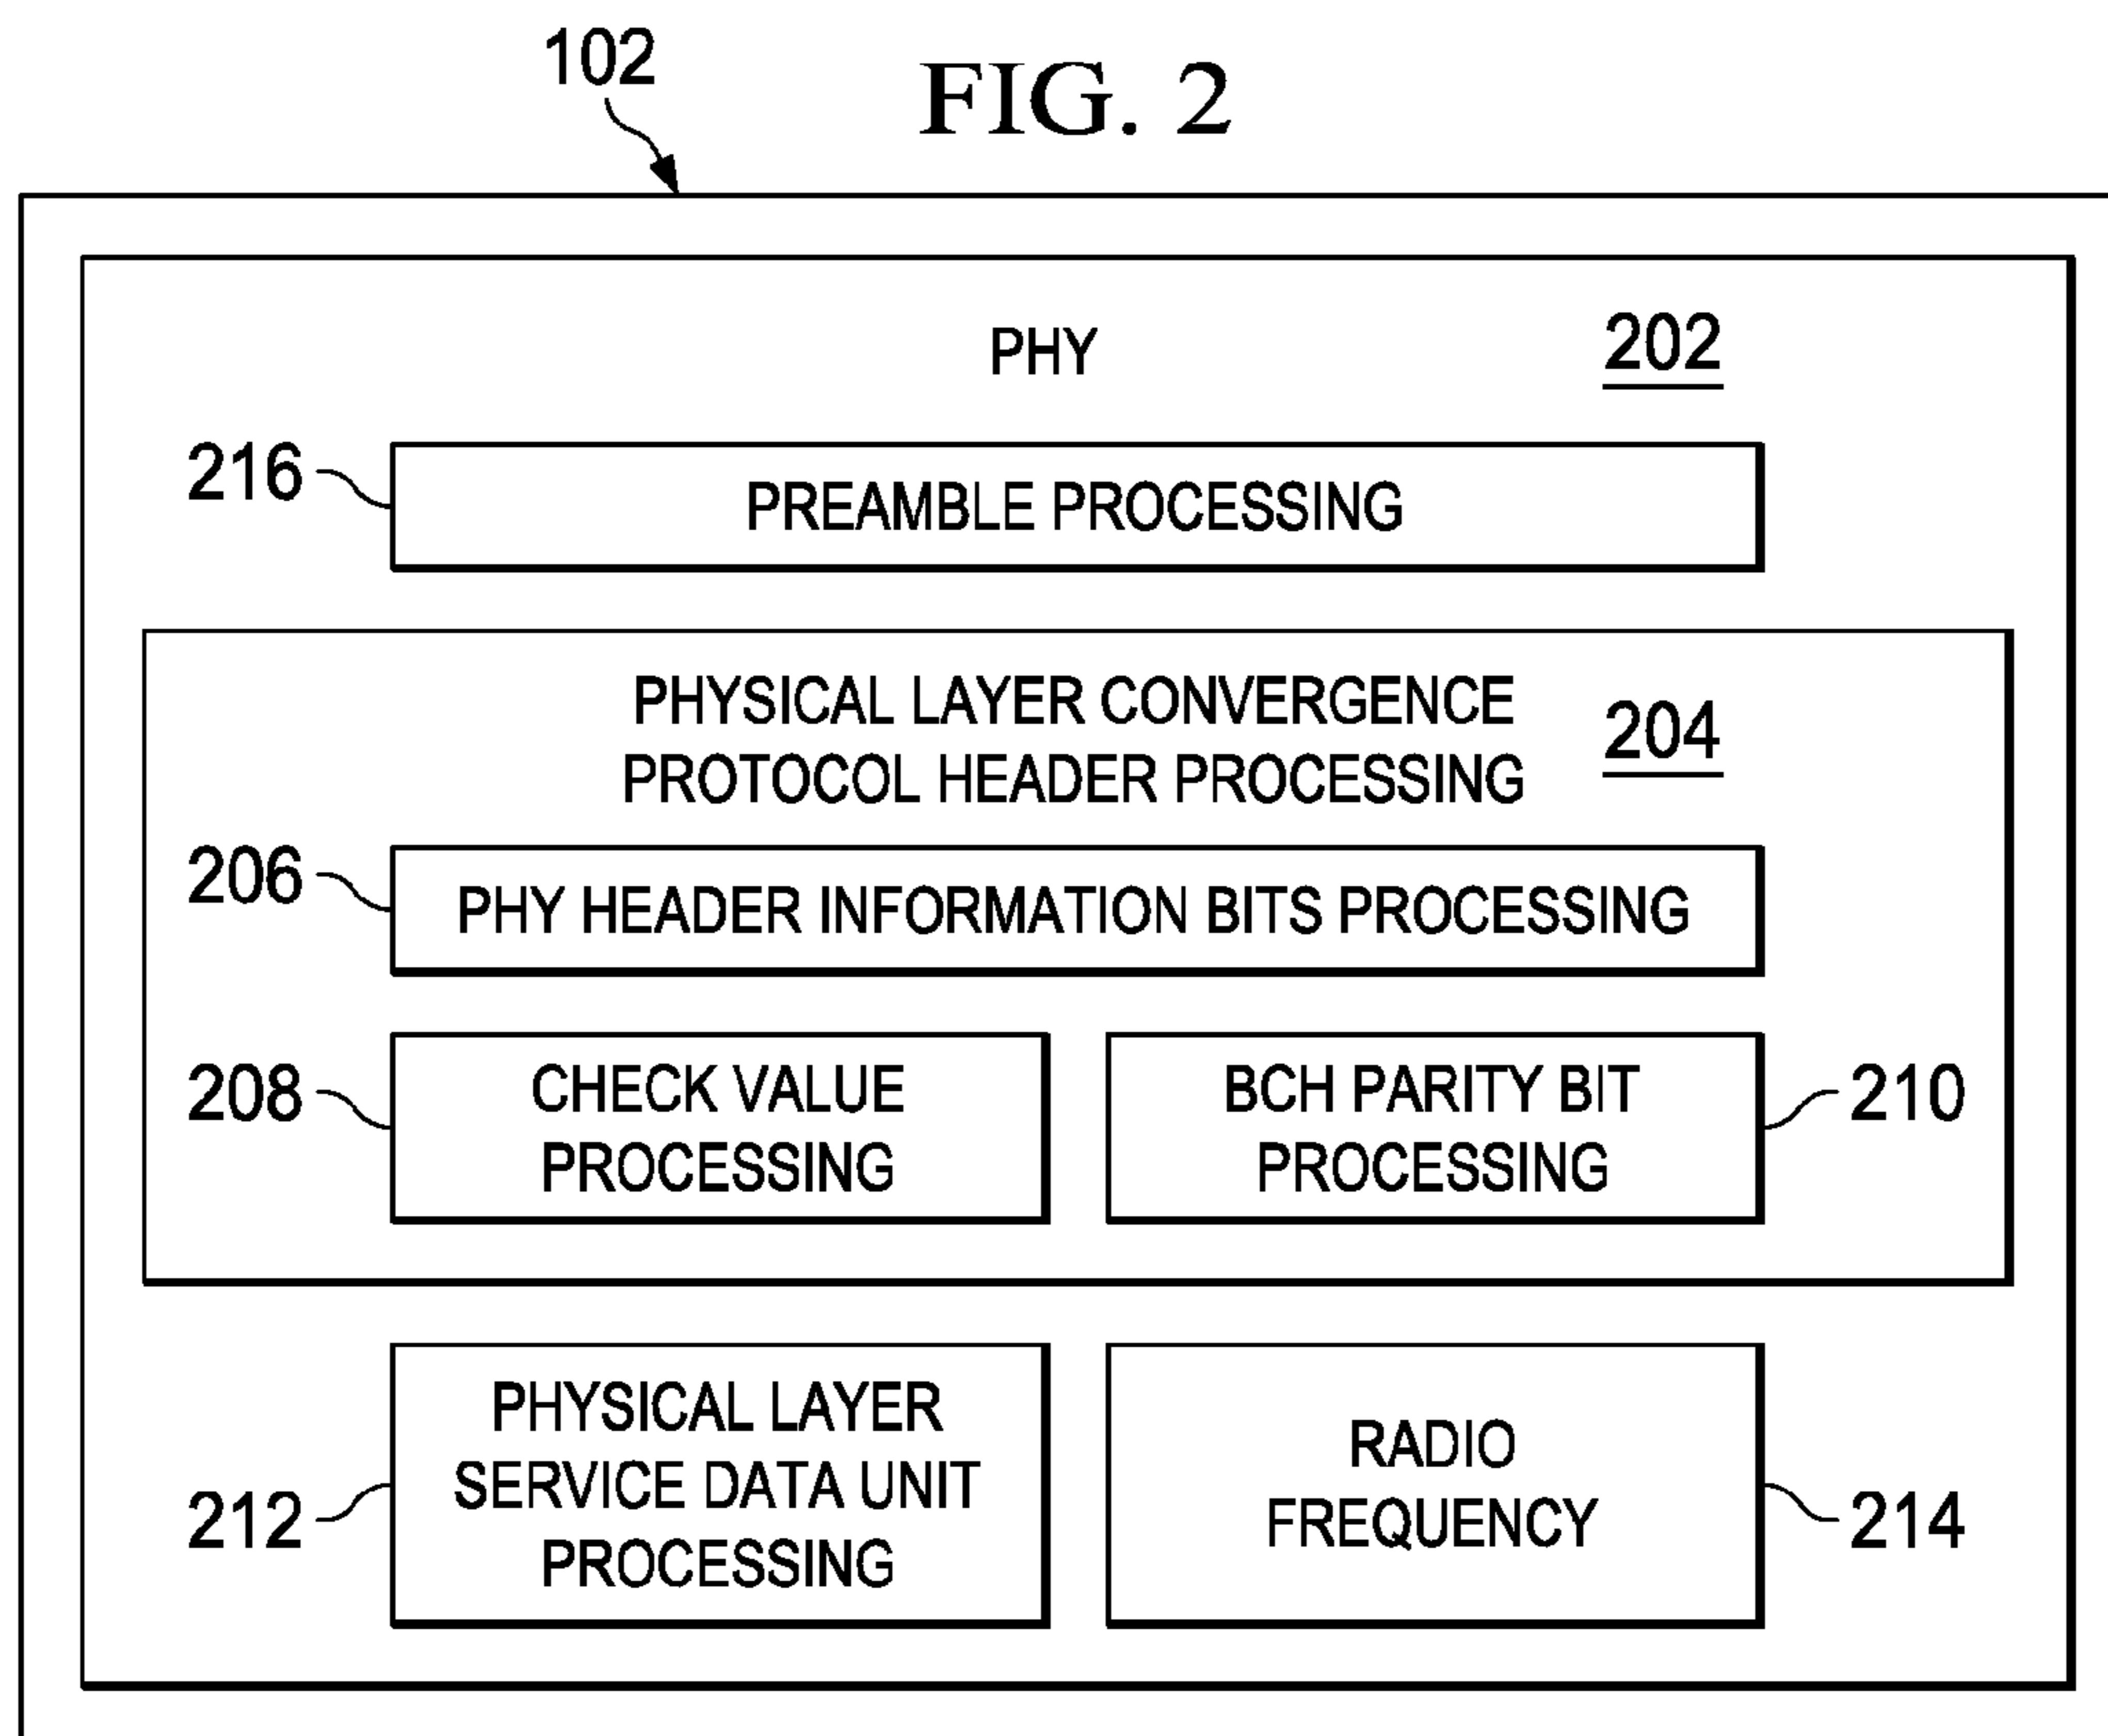 102
FIG. 2
PHY
202
216
PREAMBLE PROCESSING
PHYSICAL LAYER CONVERGENCE
PROTOCOL HEADER PROCESSING
204
206
PHY HEADER INFORMATION BITS PROCESSING
208
CHECK VALUE
PROCESSING
BCH PARITY BIT
PROCESSING
210
212
PHYSICAL LAYER
SERVICE DATA UNIT
PROCESSING
RADIO
FREQUENCY
214